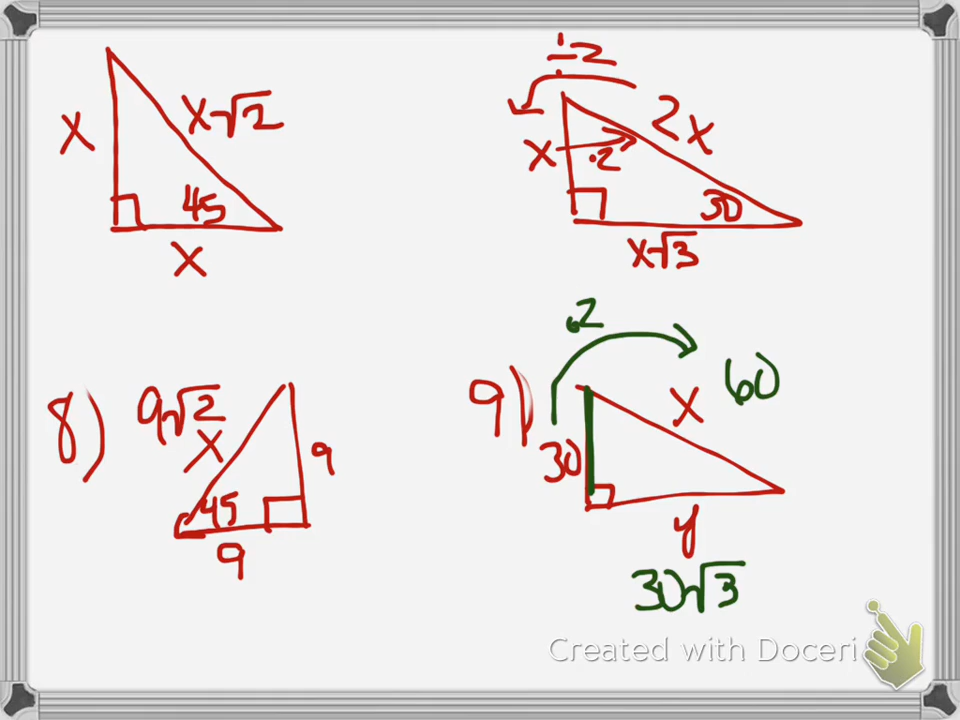 x
x√2
45
x
÷2
x
·2
2x
30
x√3
8)
9√2
x
9
45
9
9)
·2
30
x
60
y
30√3
Created with Doceri